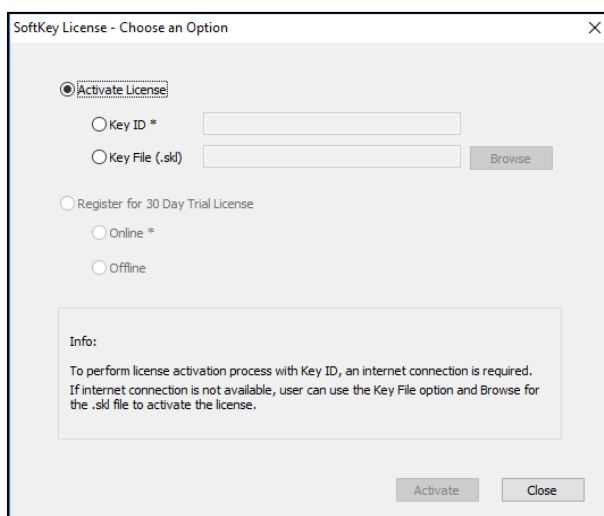 SoftKey License - Choose an Option
Activate License
Key ID *
Key File (.skl)
Browse
Register for 30 Day Trial License
Online *
Offline
Info:
To perform license activation process with Key ID, an internet connection is required.
If internet connection is not available, user can use the Key File option and Browse for
the .skl file to activate the license.
Activate
Close